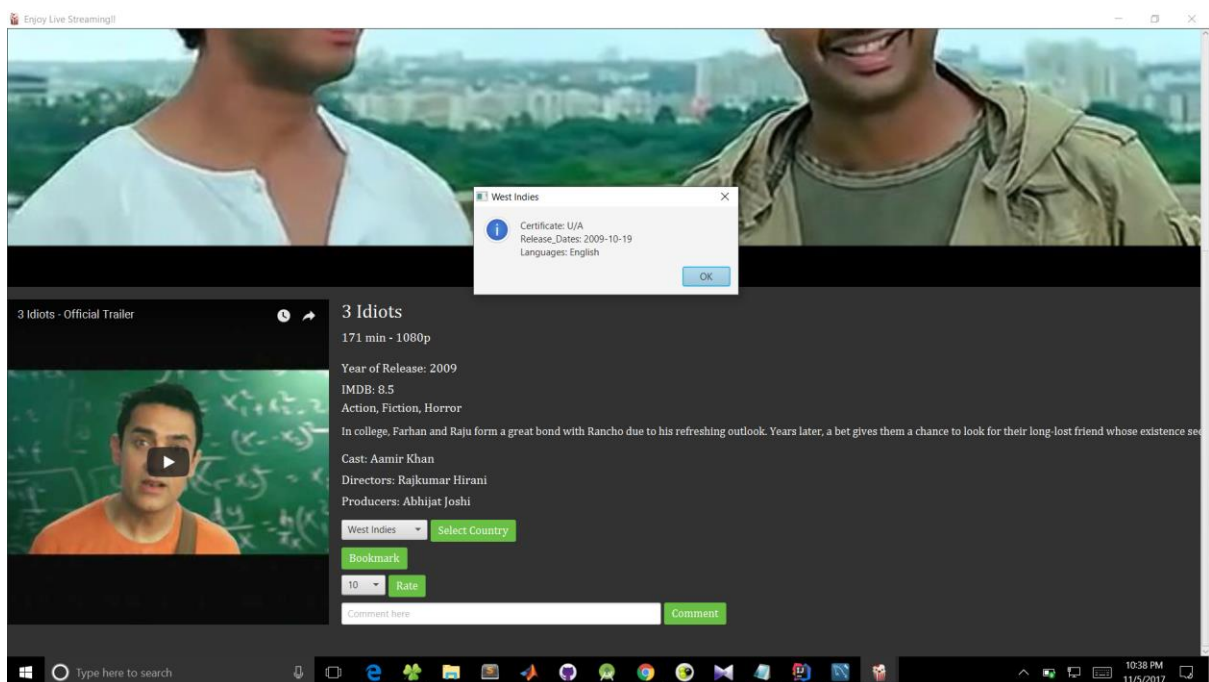 Enjoy Live Streaming!!
West Indies
Certificate: U/A
Release_Dates: 2009-10-19
Languages: English
OK
3 Idiots - Official Trailer
3 Idiots
171 min - 1080p
Year of Release: 2009
IMDB: 8.5
Action, Fiction, Horror
In college, Farhan and Raju form a great bond with Rancho due to his refreshing outlook. Years later, a bet gives them a chance to look for their long-lost friend whose existence see
Cast: Aamir Khan
Directors: Rajkumar Hirani
Producers: Abhijat Joshi
West Indies Select Country
Bookmark
10 Rate
Comment here Comment
Type here to search
10:38 PM
11/5/2017